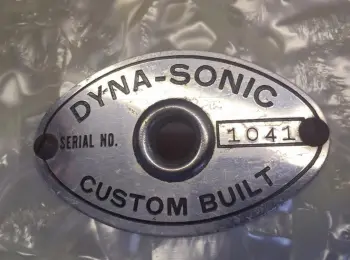 DYNA-SONIC
SERIAL NO. 1041
CUSTOM BUILT